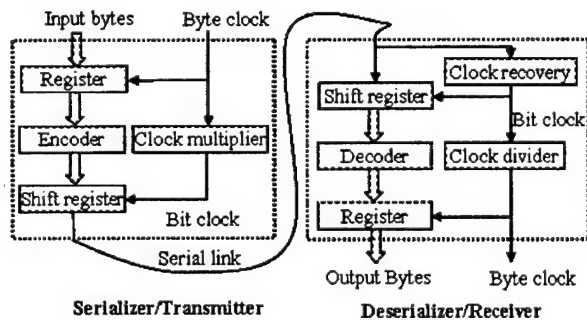 Input bytes
Byte clock
Register
Encoder
Clock multiplier
Shift register
Bit clock
Serial link
Serializer/Transmitter
Clock recovery
Shift register
Bit clock
Decoder
Clock divider
Register
Output Bytes
Byte clock
Deserializer/Receiver